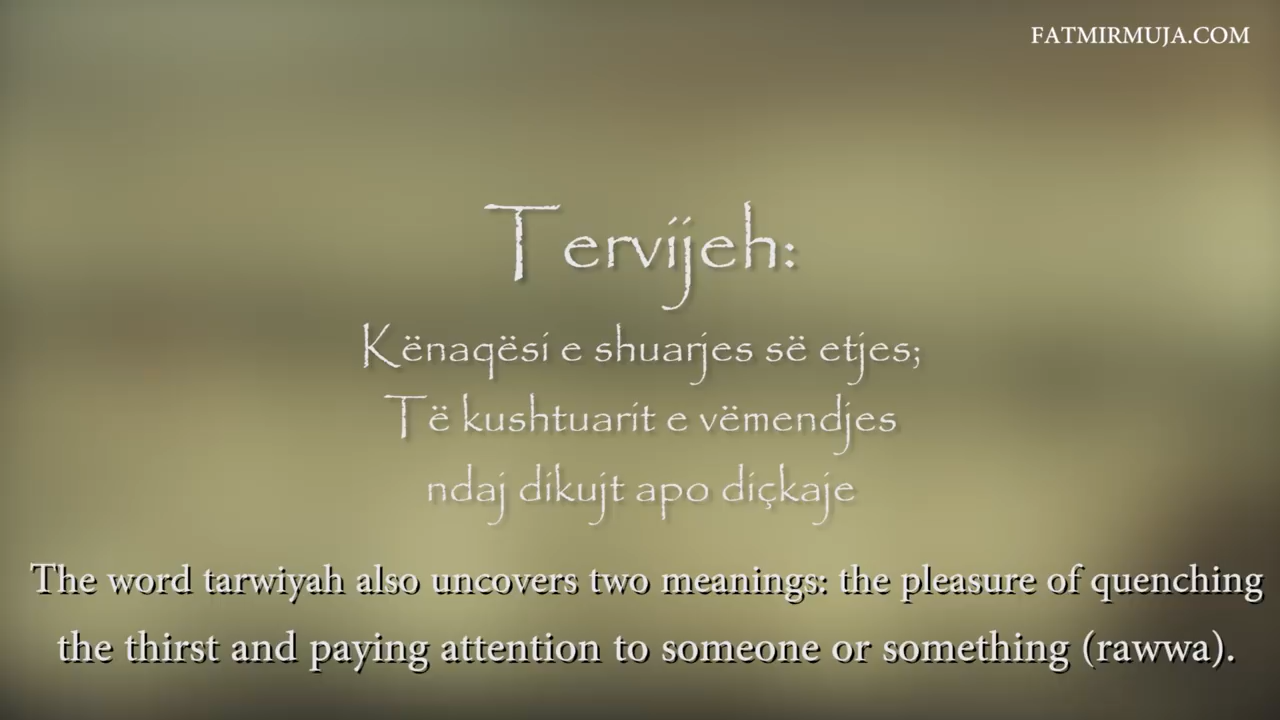 FATMIRMUJA.COM
Tervijeh:
Kënaqësi e shuarjes së etjes;
Të kushtuarit e vëmendjes
ndaj dikujt apo diçkaje
The word tarwiyah also uncovers two meanings: the pleasure of quenching
the thirst and paying attention to someone or something (rawwa).